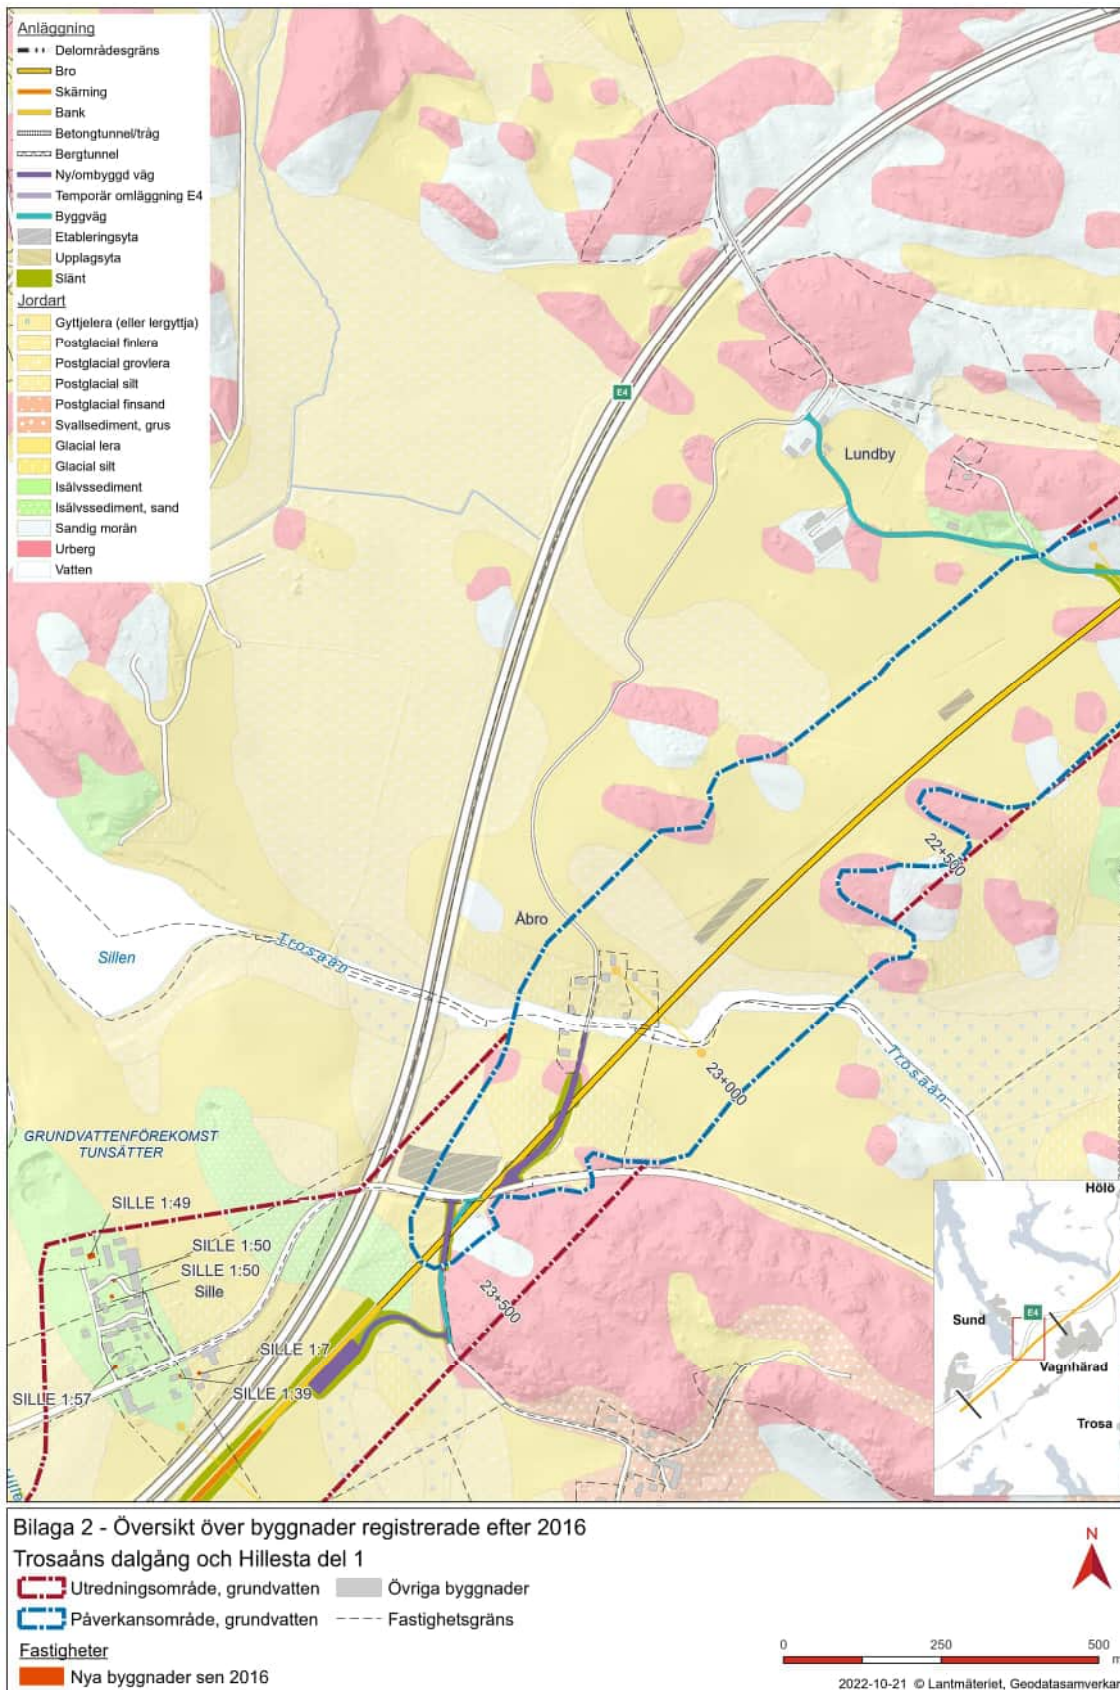 Anläggning
Delområdesgräns
Bro
Skärning
Bank
Betongtunnel/tråg
Bergtunnel
Ny/ombyggd väg
Temporär omläggning E4
Byggväg
Etableringsyta
Upplagsyta
Slänt
Jordart
Gyttjelera (eller lergyttja)
Postglacial finlera
Postglacial grovlera
Postglacial silt
Postglacial finsand
Svallsediment, grus
Glacial lera
Glacial silt
Isälvssediment
Isälvssediment, sand
Sandig morän
Urberg
Vatten
E4
Lundby
22+500
Åbro
Sillen
Trosaån
Trosaån
23+000
GRUNDVATTENFÖREKOMST
TUNSÄTTER
SILLE 1:49
SILLE 1:50
SILLE 1:50
Sille
23+500
SILLE 1:7
SILLE 1:39
SILLE 1:57
Hölö
E4
Sund
Vagnhärad
Trosa
Bilaga 2 - Översikt över byggnader registrerade efter 2016
Trosaåns dalgång och Hillesta del 1
Utredningsområde, grundvatten
Övriga byggnader
Påverkansområde, grundvatten
Fastighetsgräns
Fastigheter
Nya byggnader sen 2016
N
0 250 500
m
2022-10-21 © Lantmäteriet, Geodatasamverkan